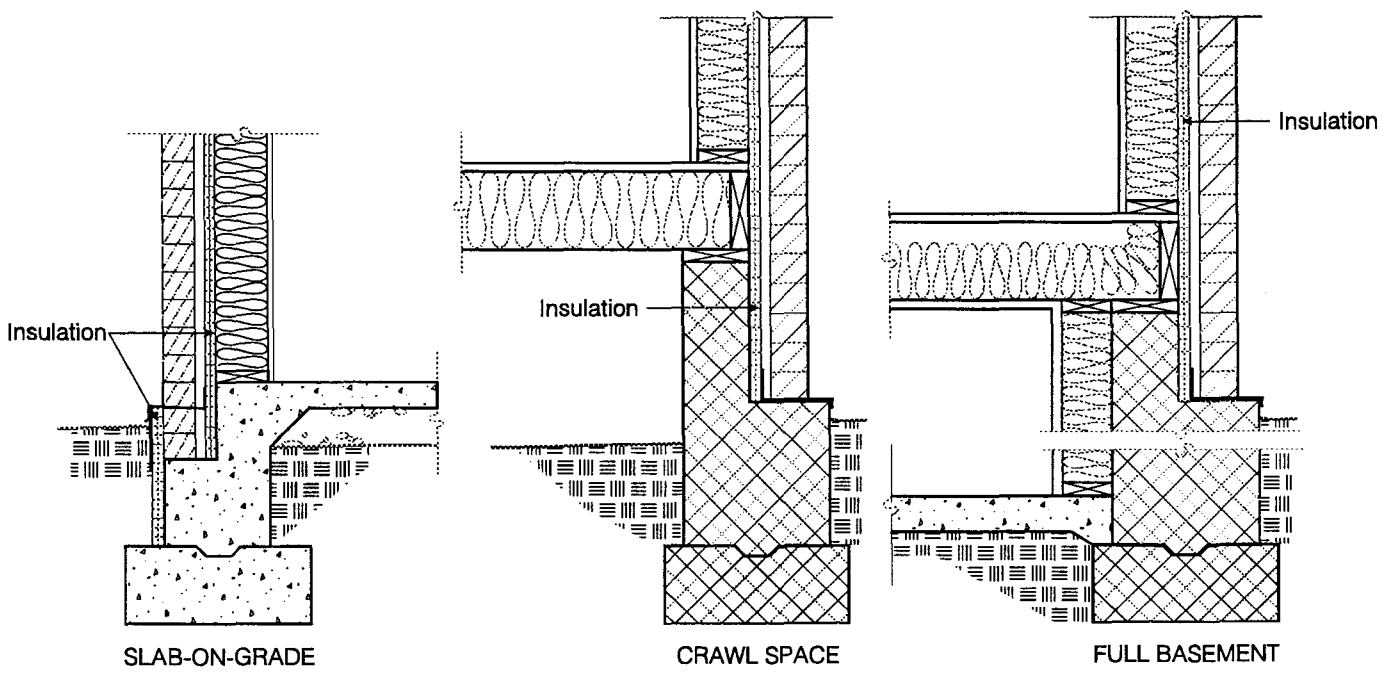 Insulation
Insulation
Insulation
SLAB-ON-GRADE
CRAWL SPACE
FULL BASEMENT